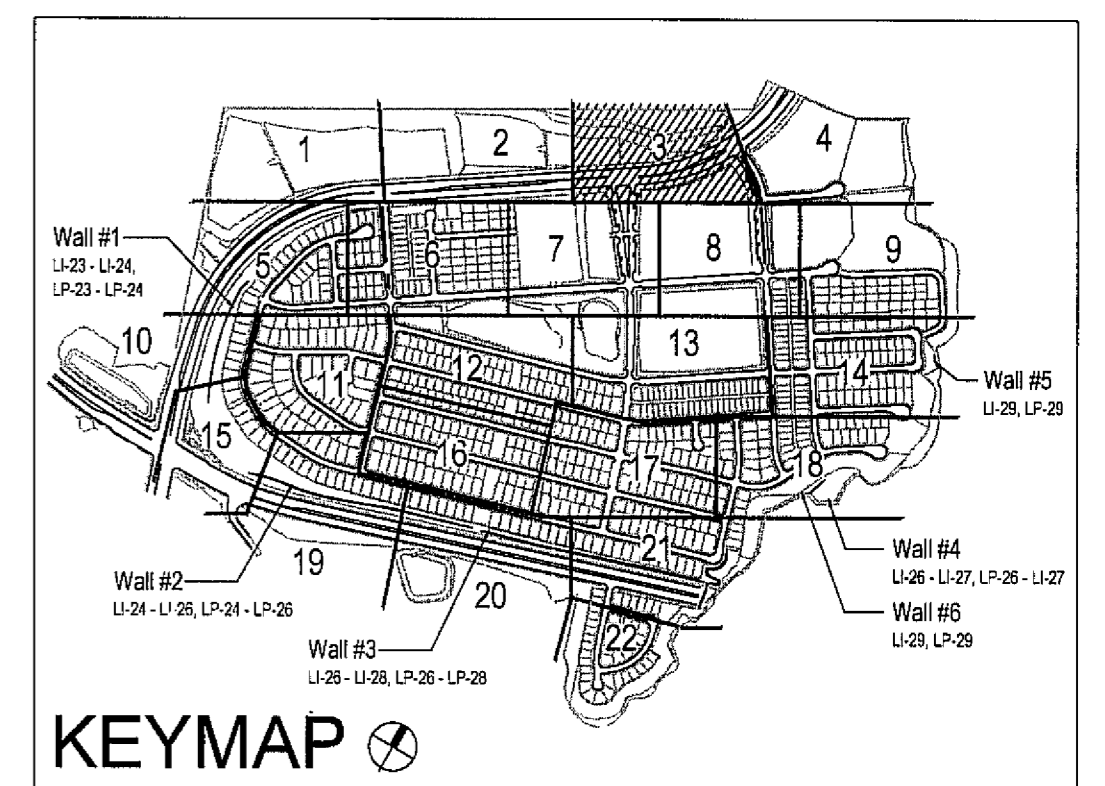 1
2
3
4
Wall #1
LI-23 - LI-24,
LP-23 - LP-24
5
6
7
8
9
10
11
12
13
14
Wall #5
LI-29, LP-29
15
16
17
18
Wall #4
LI-26 - LI-27, LP-26 - LI-27
19
20
21
Wall #2
LI-24 - LI-26, LP-24 - LP-26
Wall #6
LI-29, LP-29
22
Wall #3
LI-26 - LI-28, LP-26 - LP-28
KEYMAP